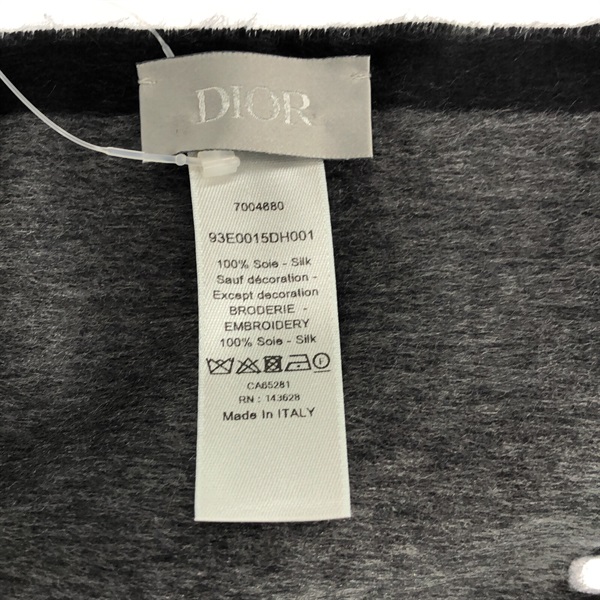 DIOR
7004680
93E0015DH001
100% Soie - Silk
Sauf décoration -
Except decoration
BRODERIE -
EMBROIDERY
100% Soie - Silk
CA65281
RN : 143628
Made In ITALY